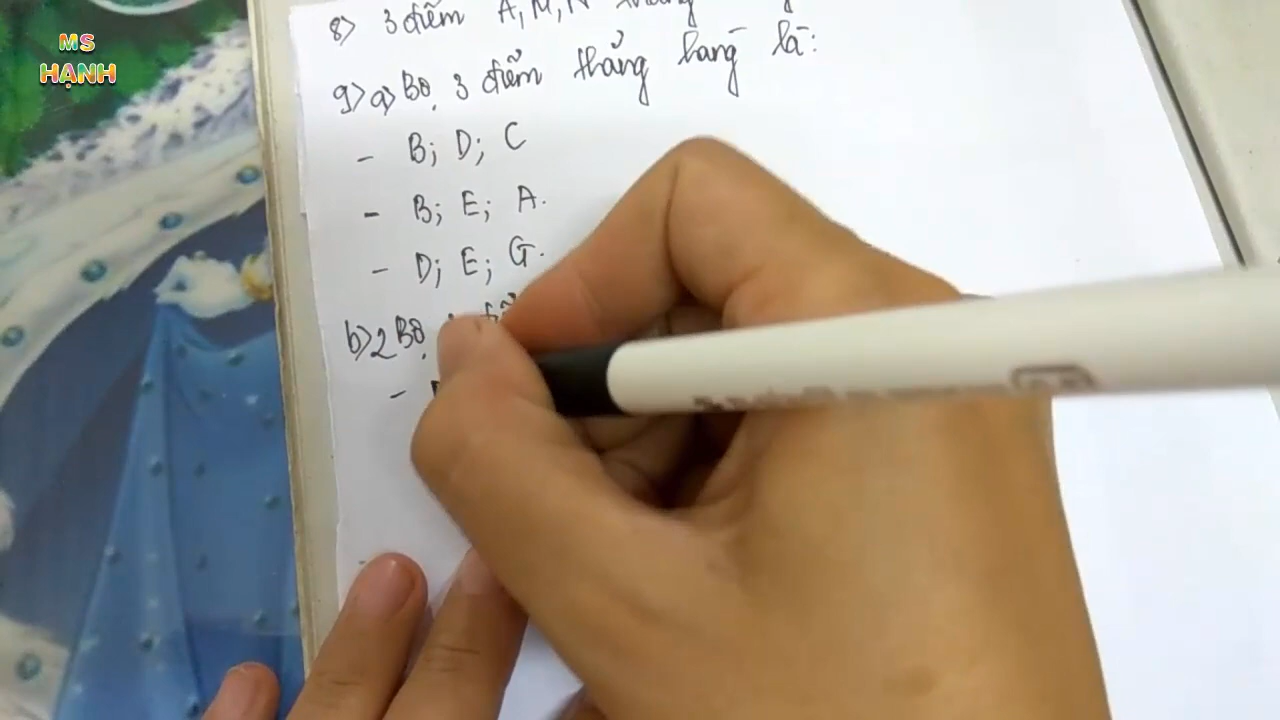 MS
HẠNH
8> 3 điểm A, M, N
9> a> Bộ 3 điểm thẳng hàng là:
- B; D; C
- B; E; A.
- D; E; G.
b> 2 Bộ
-